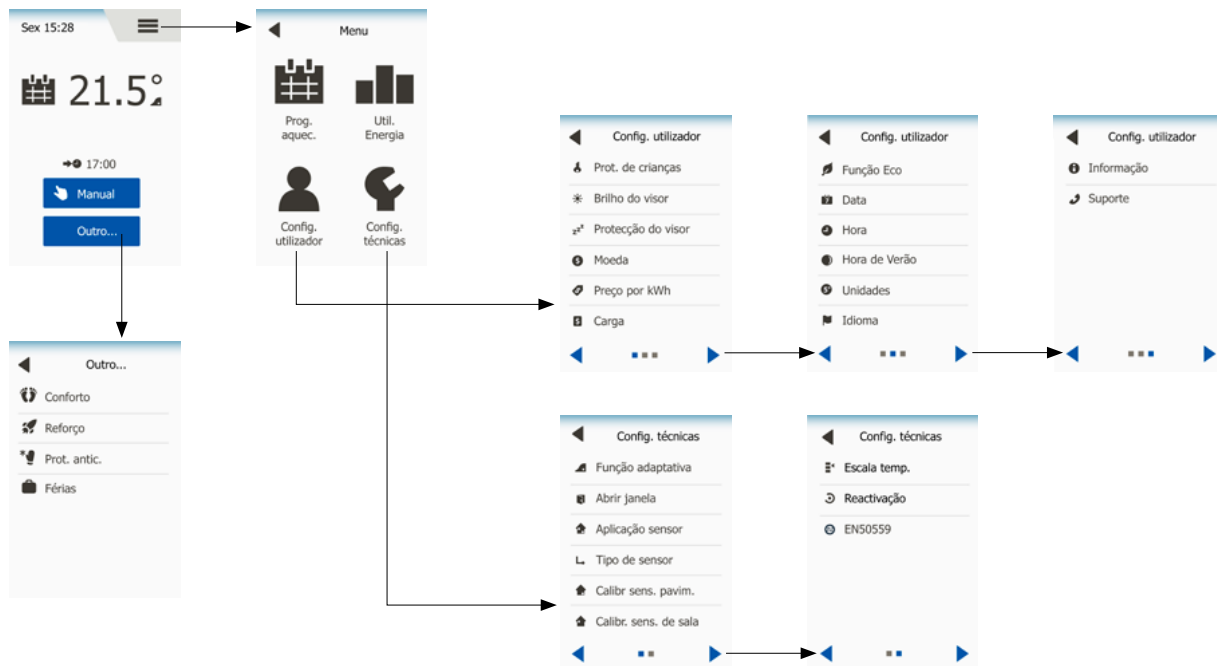 Sex 15:28
21.5°
17:00
Manual
Outro...
Menu
Prog.
aquec.
Util.
Energia
Config.
utilizador
Config.
técnicas
Outro...
Conforto
Reforço
Prot. antic.
Férias
Config. utilizador
Prot. de crianças
Brilho do visor
Protecção do visor
Moeda
Preço por kWh
Carga
Config. utilizador
Função Eco
Data
Hora
Hora de Verão
Unidades
Idioma
Config. utilizador
Informação
Suporte
Config. técnicas
Função adaptativa
Abrir janela
Aplicação sensor
Tipo de sensor
Calibr sens. pavim.
Calibr. sens. de sala
Config. técnicas
Escala temp.
Reactivação
EN50559